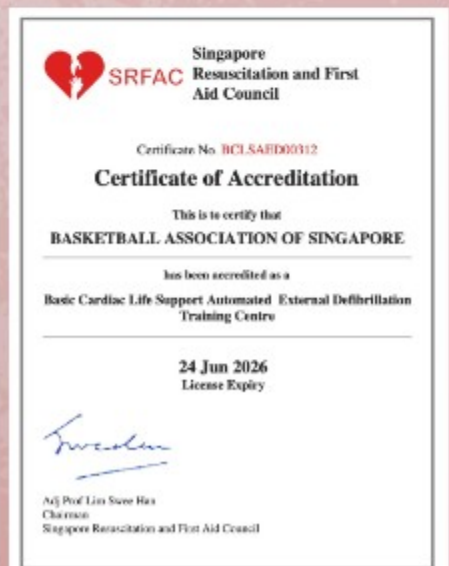 SRFAC
Singapore
Resuscitation and First
Aid Council
Certificate No. BCLSAED00312
Certificate of Accreditation
This is to certify that
BASKETBALL ASSOCIATION OF SINGAPORE
has been accredited as a
Basic Cardiac Life Support Automated External Defibrillation
Training Centre
24 Jun 2026
License Expiry
Adj Prof Lim Swee Han
Chairman
Singapore Resuscitation and First Aid Council